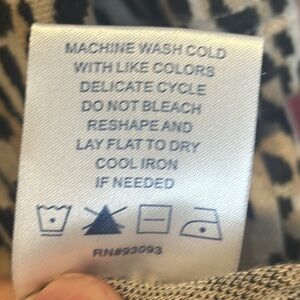 MACHINE WASH COLD
WITH LIKE COLORS
DELICATE CYCLE
DO NOT BLEACH
RESHAPE AND
LAY FLAT TO DRY
COOL IRON
IF NEEDED
RN#93093